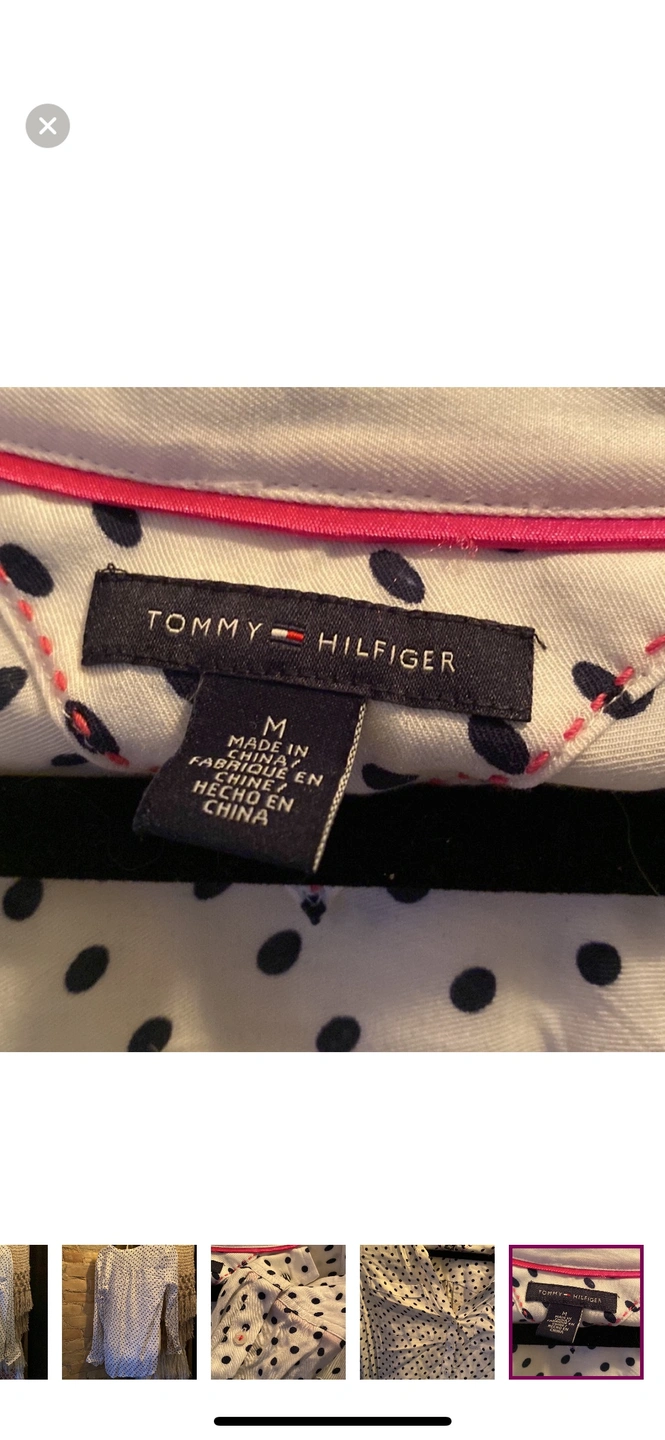 TOMMY HILFIGER
M
MADE IN
CHINA/
FABRIQUÉ EN
CHINE/
HECHO EN
CHINA